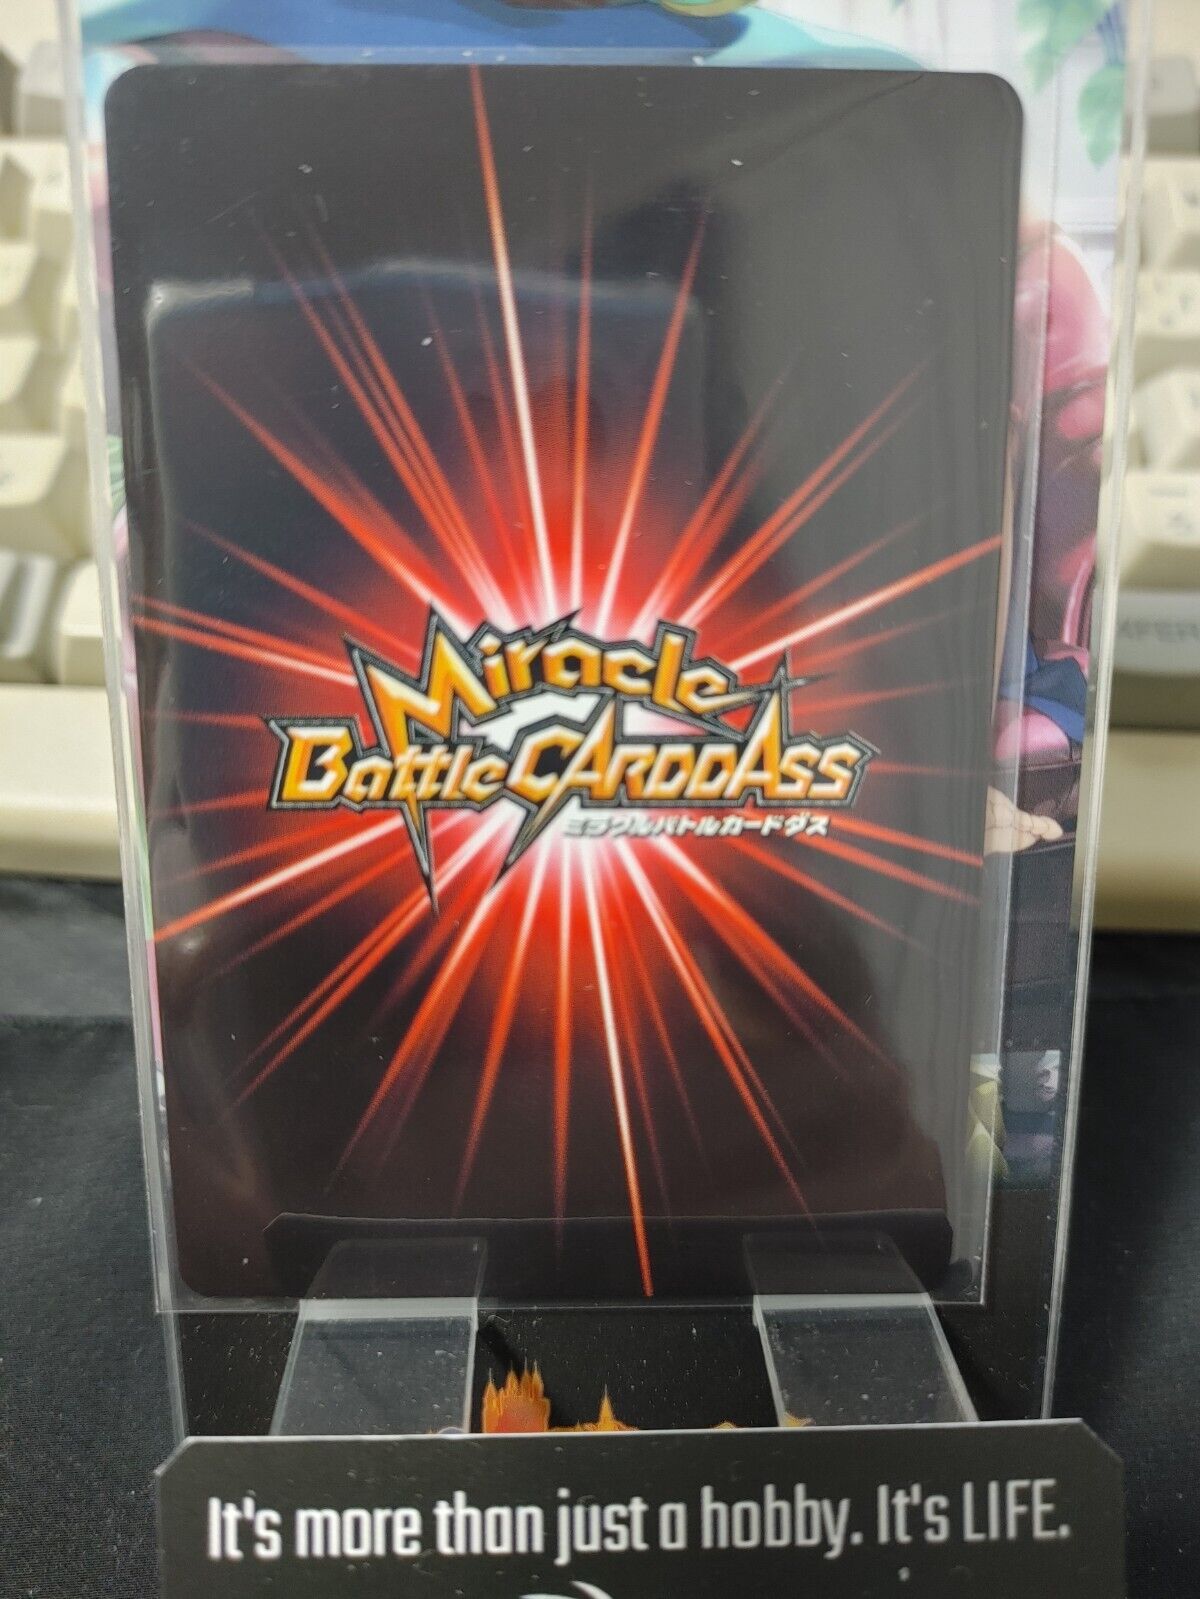 Miracle
Battle CARDDASS
ミラクルバトルカードダス
XFER
It's more than just a hobby. It's LIFE.